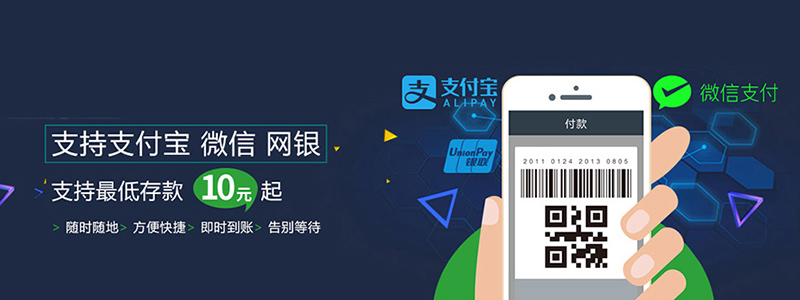 支持支付宝 微信 网银
支持最低存款 10元 起
> 随时随地> 方便快捷> 即时到账> 告别等待
支 支付宝
ALIPAY
UnionPay
银联
付款
2011 0124 2013 0805
微信支付